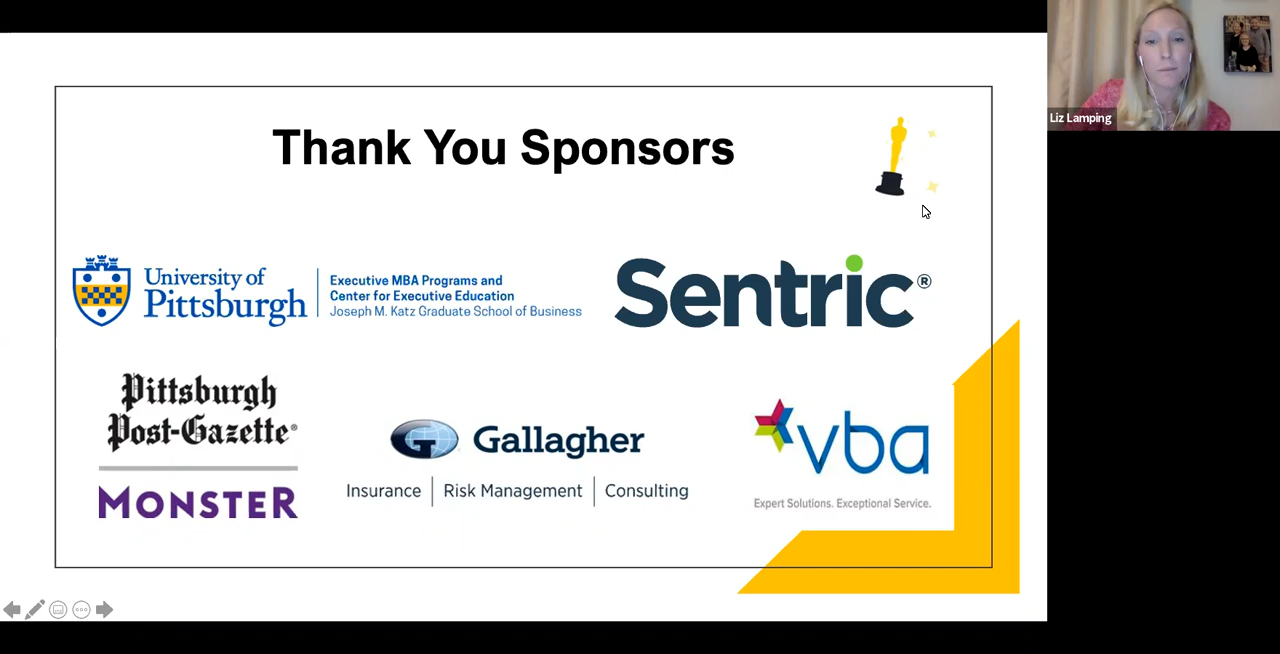 Thank You Sponsors
University of
Pittsburgh
Executive MBA Programs and
Center for Executive Education
Joseph M. Katz Graduate School of Business
Sentric®
Pittsburgh
Post-Gazette®
MONSTER
G Gallagher
Insurance | Risk Management | Consulting
vba
Expert Solutions. Exceptional Service.
Liz Lamping